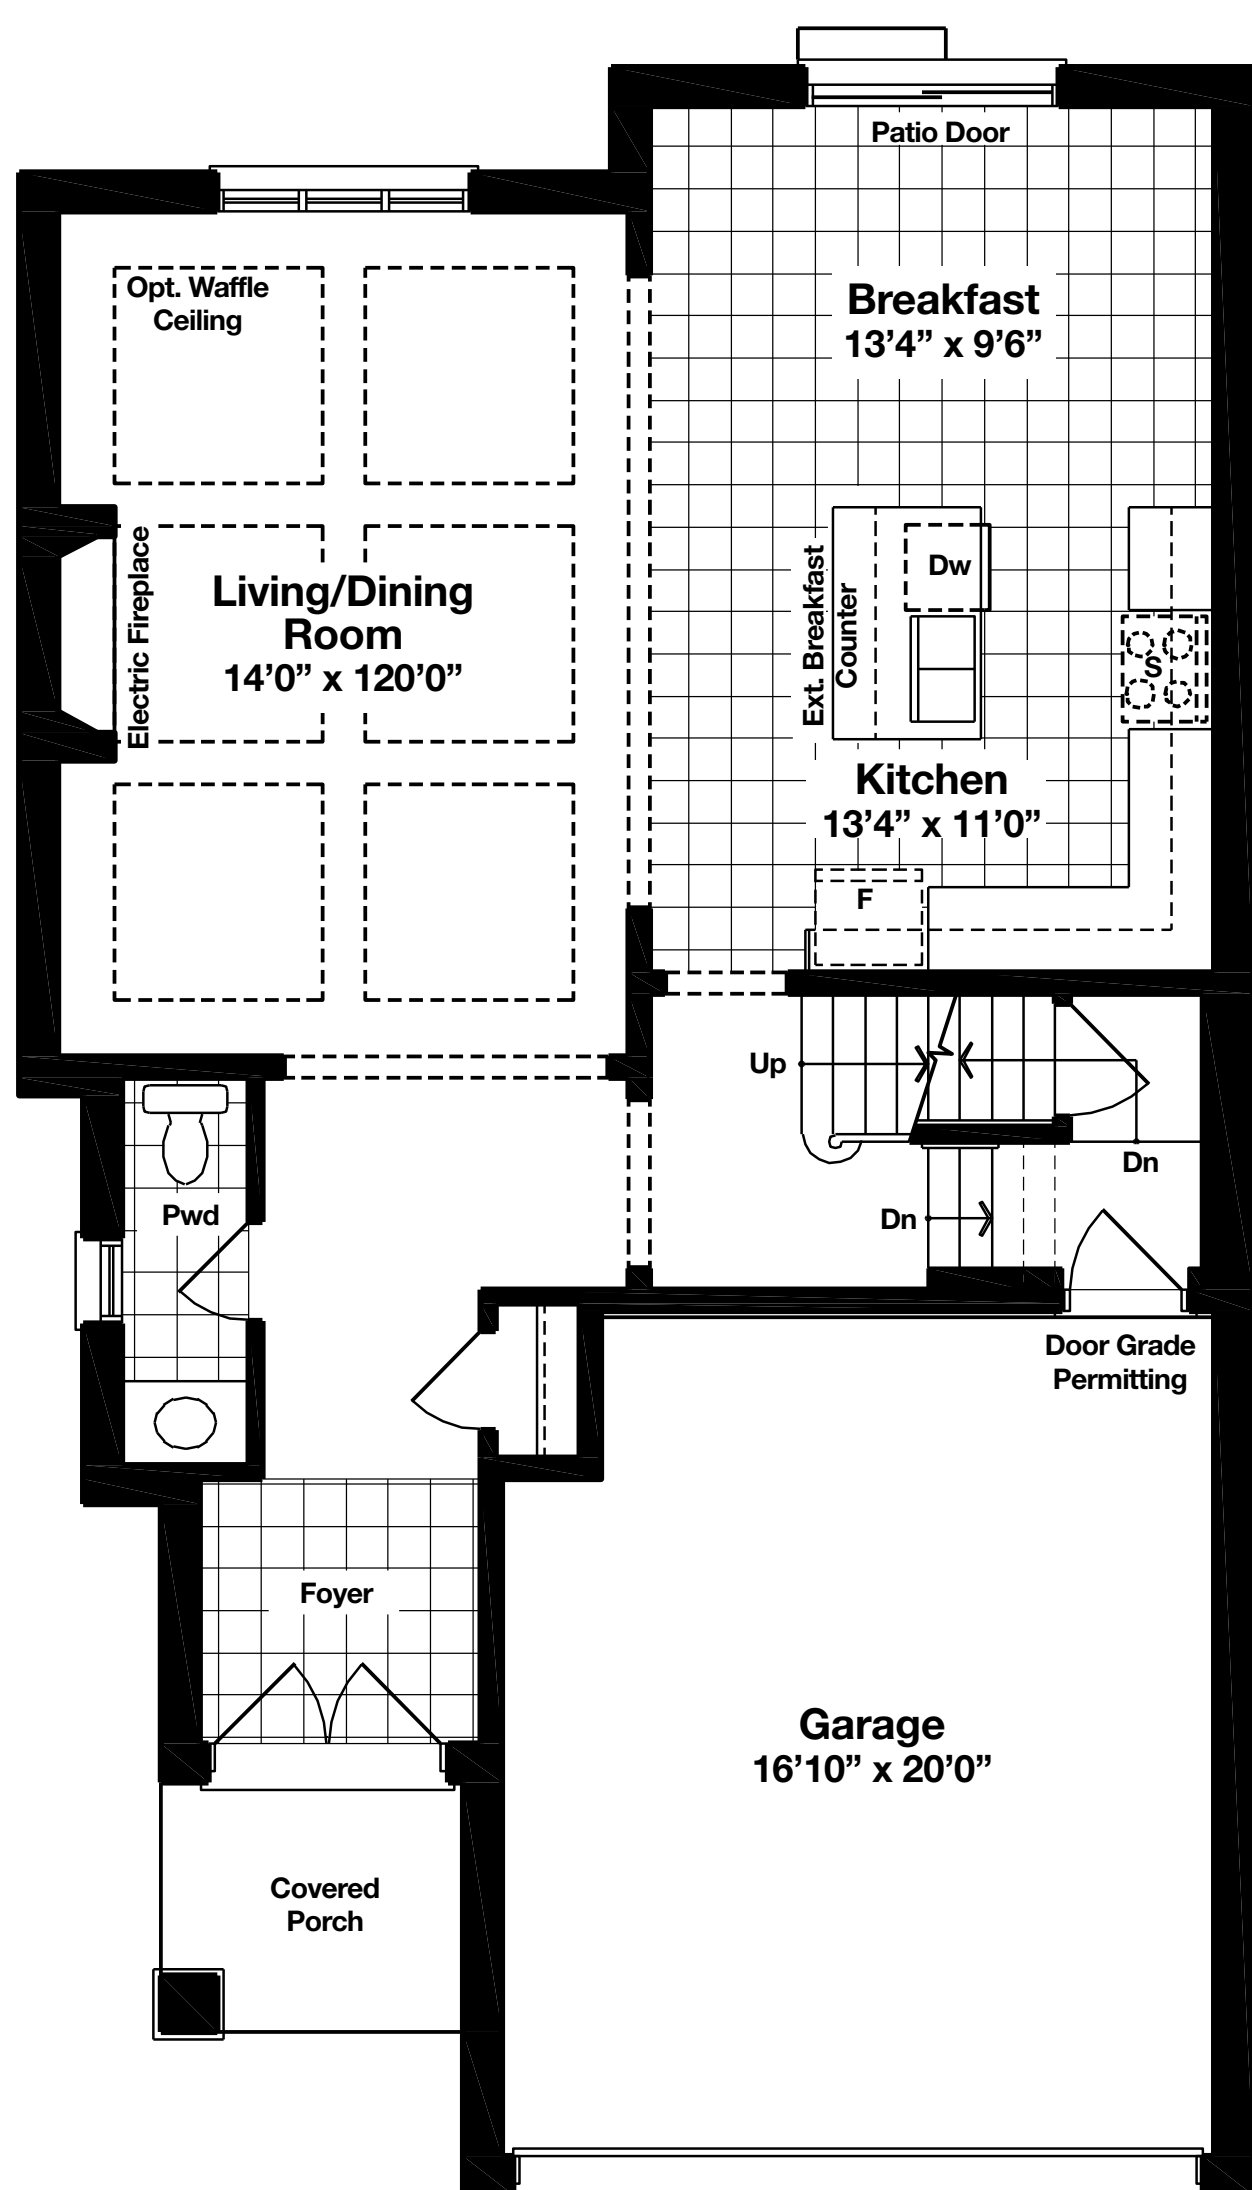 Patio Door
Opt. Waffle
Ceiling
Breakfast
13’4” x 9’6”
Electric Fireplace
Living/Dining
Room
14’0” x 120’0”
Ext. Breakfast
Counter
Dw
S
Kitchen
13’4” x 11’0”
F
Up
Dn
Dn
Pwd
Door Grade
Permitting
Foyer
Garage
16’10” x 20’0”
Covered
Porch